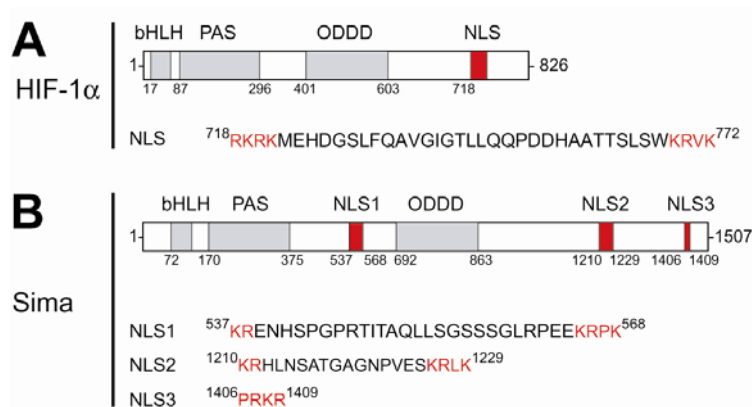 A
bHLH PAS ODDD NLS
1 826
HIF-1α
17 87 296 401 603 718
NLS 718RKRKMEHDGSLFQAVGIGTLLQQPDDHAATTSLSWKRVK772
B
bHLH PAS NLS1 ODDD NLS2 NLS3
1 1507
72 170 375 537 568 692 863 1210 1229 1406 1409
Sima
NLS1 537KRENHSPGPRTITAQLLSGSSSGLRPEEKRPK568
NLS2 1210KRHLNSATGAGNPVESKRLK1229
NLS3 1406PRKR1409